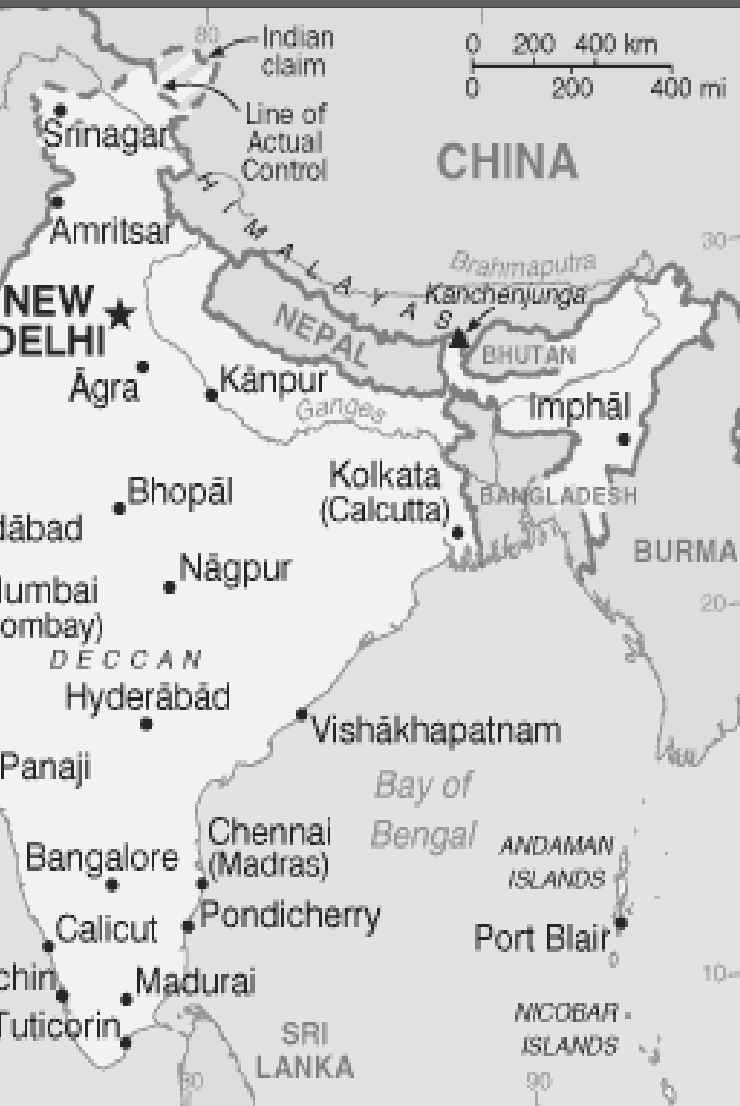 80
Indian
claim
0 200 400 km
0 200 400 mi
Line of
Actual
Control
Srīnagar
CHINA
HIMALAYAS
Amritsar
30
Brahmaputra
Kanchenjunga
NEW
DELHI
NEPAL
BHUTAN
Āgra
Kānpur
Ganges
Imphāl
Kolkata
(Calcutta)
Bhopāl
BANGLADESH
dābad
BURMA
Nāgpur
Mumbai
ombay)
20
DECCAN
Hyderābād
Vishākhapatnam
Panaji
Bay of
Bengal
Chennai
(Madras)
ANDAMAN
ISLANDS
Bangalore
Pondicherry
Calicut
Port Blair
10
chin
Madurai
NICOBAR
ISLANDS
Tuticorin
SRI
LANKA
80
90